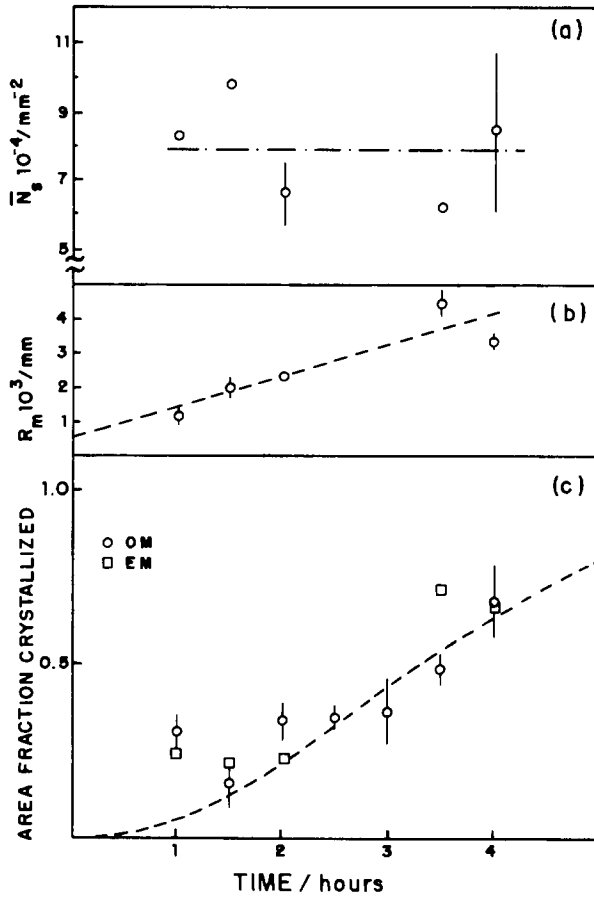 (a)
11
9
7
5
N̅s 10⁻⁴/mm⁻²
(b)
4
3
2
1
Rm 10³/mm
(c)
1.0
0.5
0
OM
EM
AREA FRACTION CRYSTALLIZED
1 2 3 4
TIME / hours